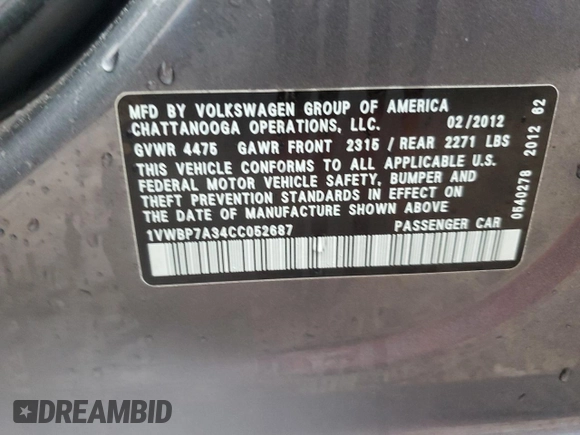 MFD BY VOLKSWAGEN GROUP OF AMERICA
CHATTANOOGA OPERATIONS, LLC. 02/2012
GVWR 4475 GAWR FRONT 2315 / REAR 2271 LBS
THIS VEHICLE CONFORMS TO ALL APPLICABLE U.S.
FEDERAL MOTOR VEHICLE SAFETY, BUMPER AND
THEFT PREVENTION STANDARDS IN EFFECT ON
THE DATE OF MANUFACTURE SHOWN ABOVE
1VWBP7A34CC052687 PASSENGER CAR
0640278 2012 62
DREAMBID